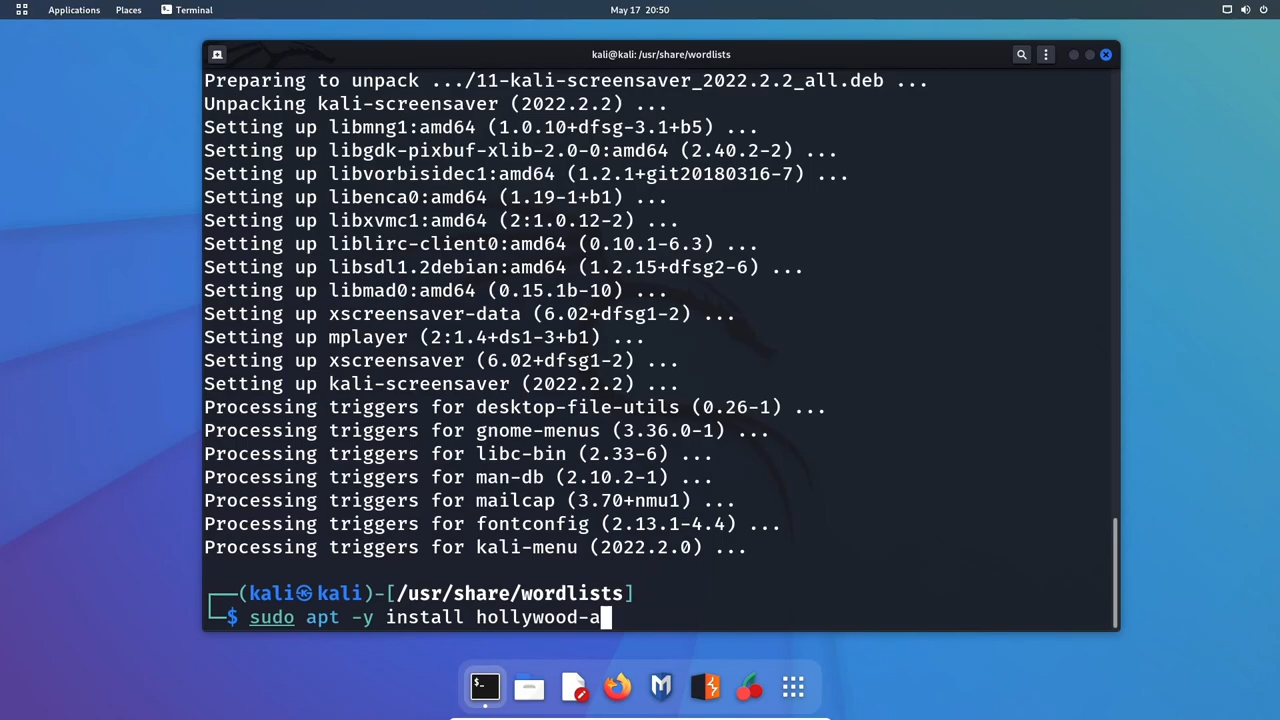 Applications Places Terminal May 17 20:50
kali@kali: /usr/share/wordlists
Preparing to unpack .../11-kali-screensaver_2022.2.2_all.deb ...
Unpacking kali-screensaver (2022.2.2) ...
Setting up libmng1:amd64 (1.0.10+dfsg-3.1+b5) ...
Setting up libgdk-pixbuf-xlib-2.0-0:amd64 (2.40.2-2) ...
Setting up libvorbisidec1:amd64 (1.2.1+git20180316-7) ...
Setting up libenca0:amd64 (1.19-1+b1) ...
Setting up libxvmc1:amd64 (2:1.0.12-2) ...
Setting up liblirc-client0:amd64 (0.10.1-6.3) ...
Setting up libsdl1.2debian:amd64 (1.2.15+dfsg2-6) ...
Setting up libmad0:amd64 (0.15.1b-10) ...
Setting up xscreensaver-data (6.02+dfsg1-2) ...
Setting up mplayer (2:1.4+ds1-3+b1) ...
Setting up xscreensaver (6.02+dfsg1-2) ...
Setting up kali-screensaver (2022.2.2) ...
Processing triggers for desktop-file-utils (0.26-1) ...
Processing triggers for gnome-menus (3.36.0-1) ...
Processing triggers for libc-bin (2.33-6) ...
Processing triggers for man-db (2.10.2-1) ...
Processing triggers for mailcap (3.70+nmu1) ...
Processing triggers for fontconfig (2.13.1-4.4) ...
Processing triggers for kali-menu (2022.2.0) ...
┌──(kali㉿kali)-[/usr/share/wordlists]
└─$ sudo apt -y install hollywood-a
$_